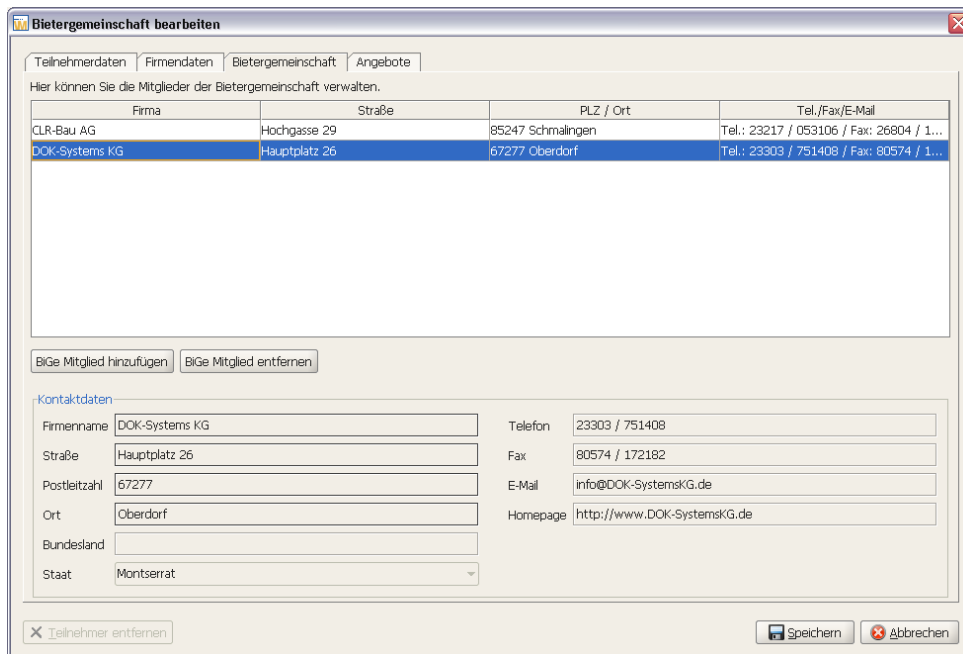 Bietergemeinschaft bearbeiten
Teilnehmerdaten Firmendaten Bietergemeinschaft Angebote
Hier können Sie die Mitglieder der Bietergemeinschaft verwalten.
Firma Straße PLZ / Ort Tel./Fax/E-Mail
CLR-Bau AG Hochgasse 29 85247 Schmalingen Tel.: 23217 / 053106 / Fax: 26804 / 1...
DOK-Systems KG Hauptplatz 26 67277 Oberdorf Tel.: 23303 / 751408 / Fax: 80574 / 1...
BiGe Mitglied hinzufügen BiGe Mitglied entfernen
Kontaktdaten
Firmenname DOK-Systems KG Telefon 23303 / 751408
Straße Hauptplatz 26 Fax 80574 / 172182
Postleitzahl 67277 E-Mail info@DOK-SystemsKG.de
Ort Oberdorf Homepage http://www.DOK-SystemsKG.de
Bundesland
Staat Montserrat
Teilnehmer entfernen Speichern Abbrechen